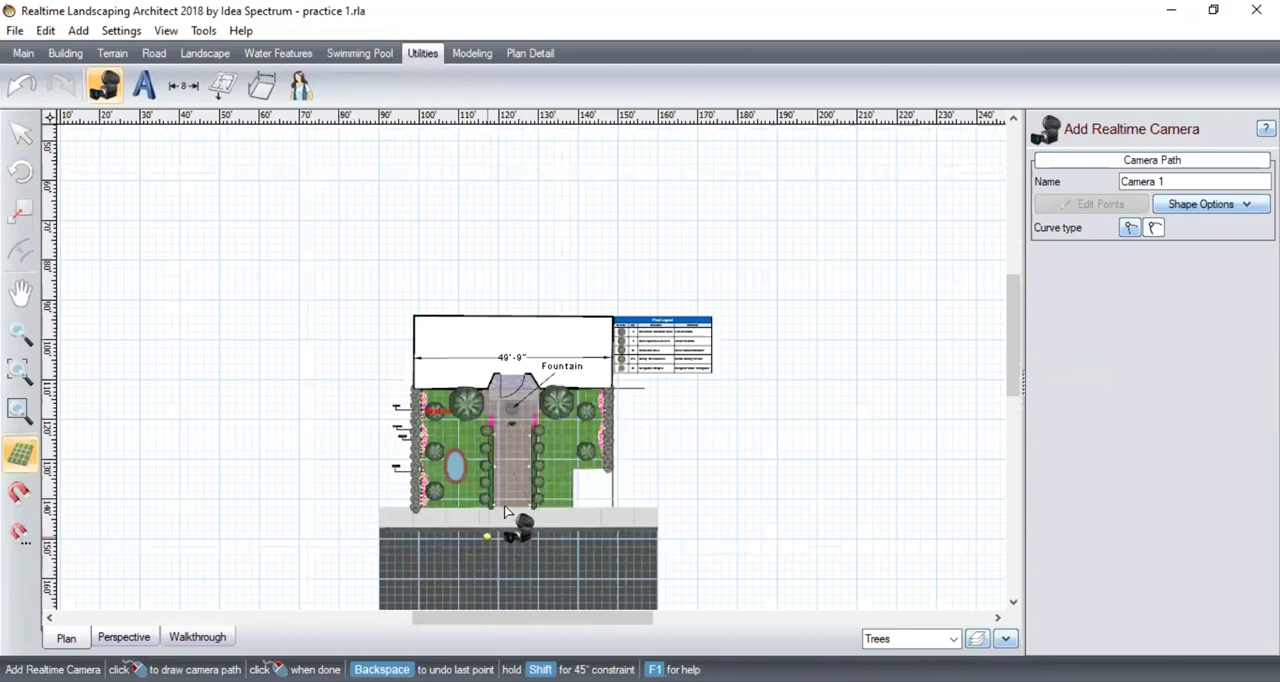 Realtime Landscaping Architect 2018 by Idea Spectrum - practice 1.rla
File Edit Add Settings View Tools Help
Main Building Terrain Road Landscape Water Features Swimming Pool Utilities Modeling Plan Detail
A
8
10' 20' 30' 40' 50' 60' 70' 80' 90' 100' 110' 120' 130' 140' 150' 160' 170' 180' 190' 200' 210' 220' 230' 240'
Add Realtime Camera
?
Camera Path
Name Camera 1
Edit Points Shape Options
Curve type
49'-9"
Fountain
Plan Perspective Walkthrough
Trees
Add Realtime Camera click to draw camera path click when done Backspace to undo last point hold Shift for 45° constraint F1 for help